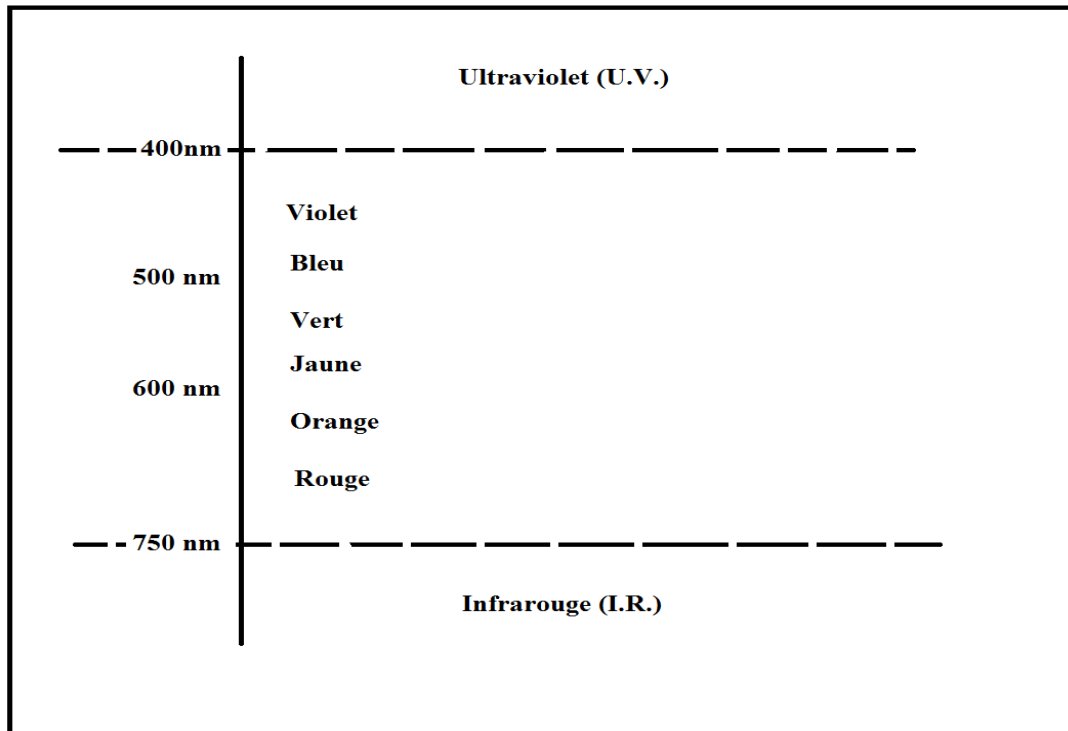 Ultraviolet (U.V.)
400nm
Violet
Bleu
500 nm
Vert
Jaune
600 nm
Orange
Rouge
750 nm
Infrarouge (I.R.)